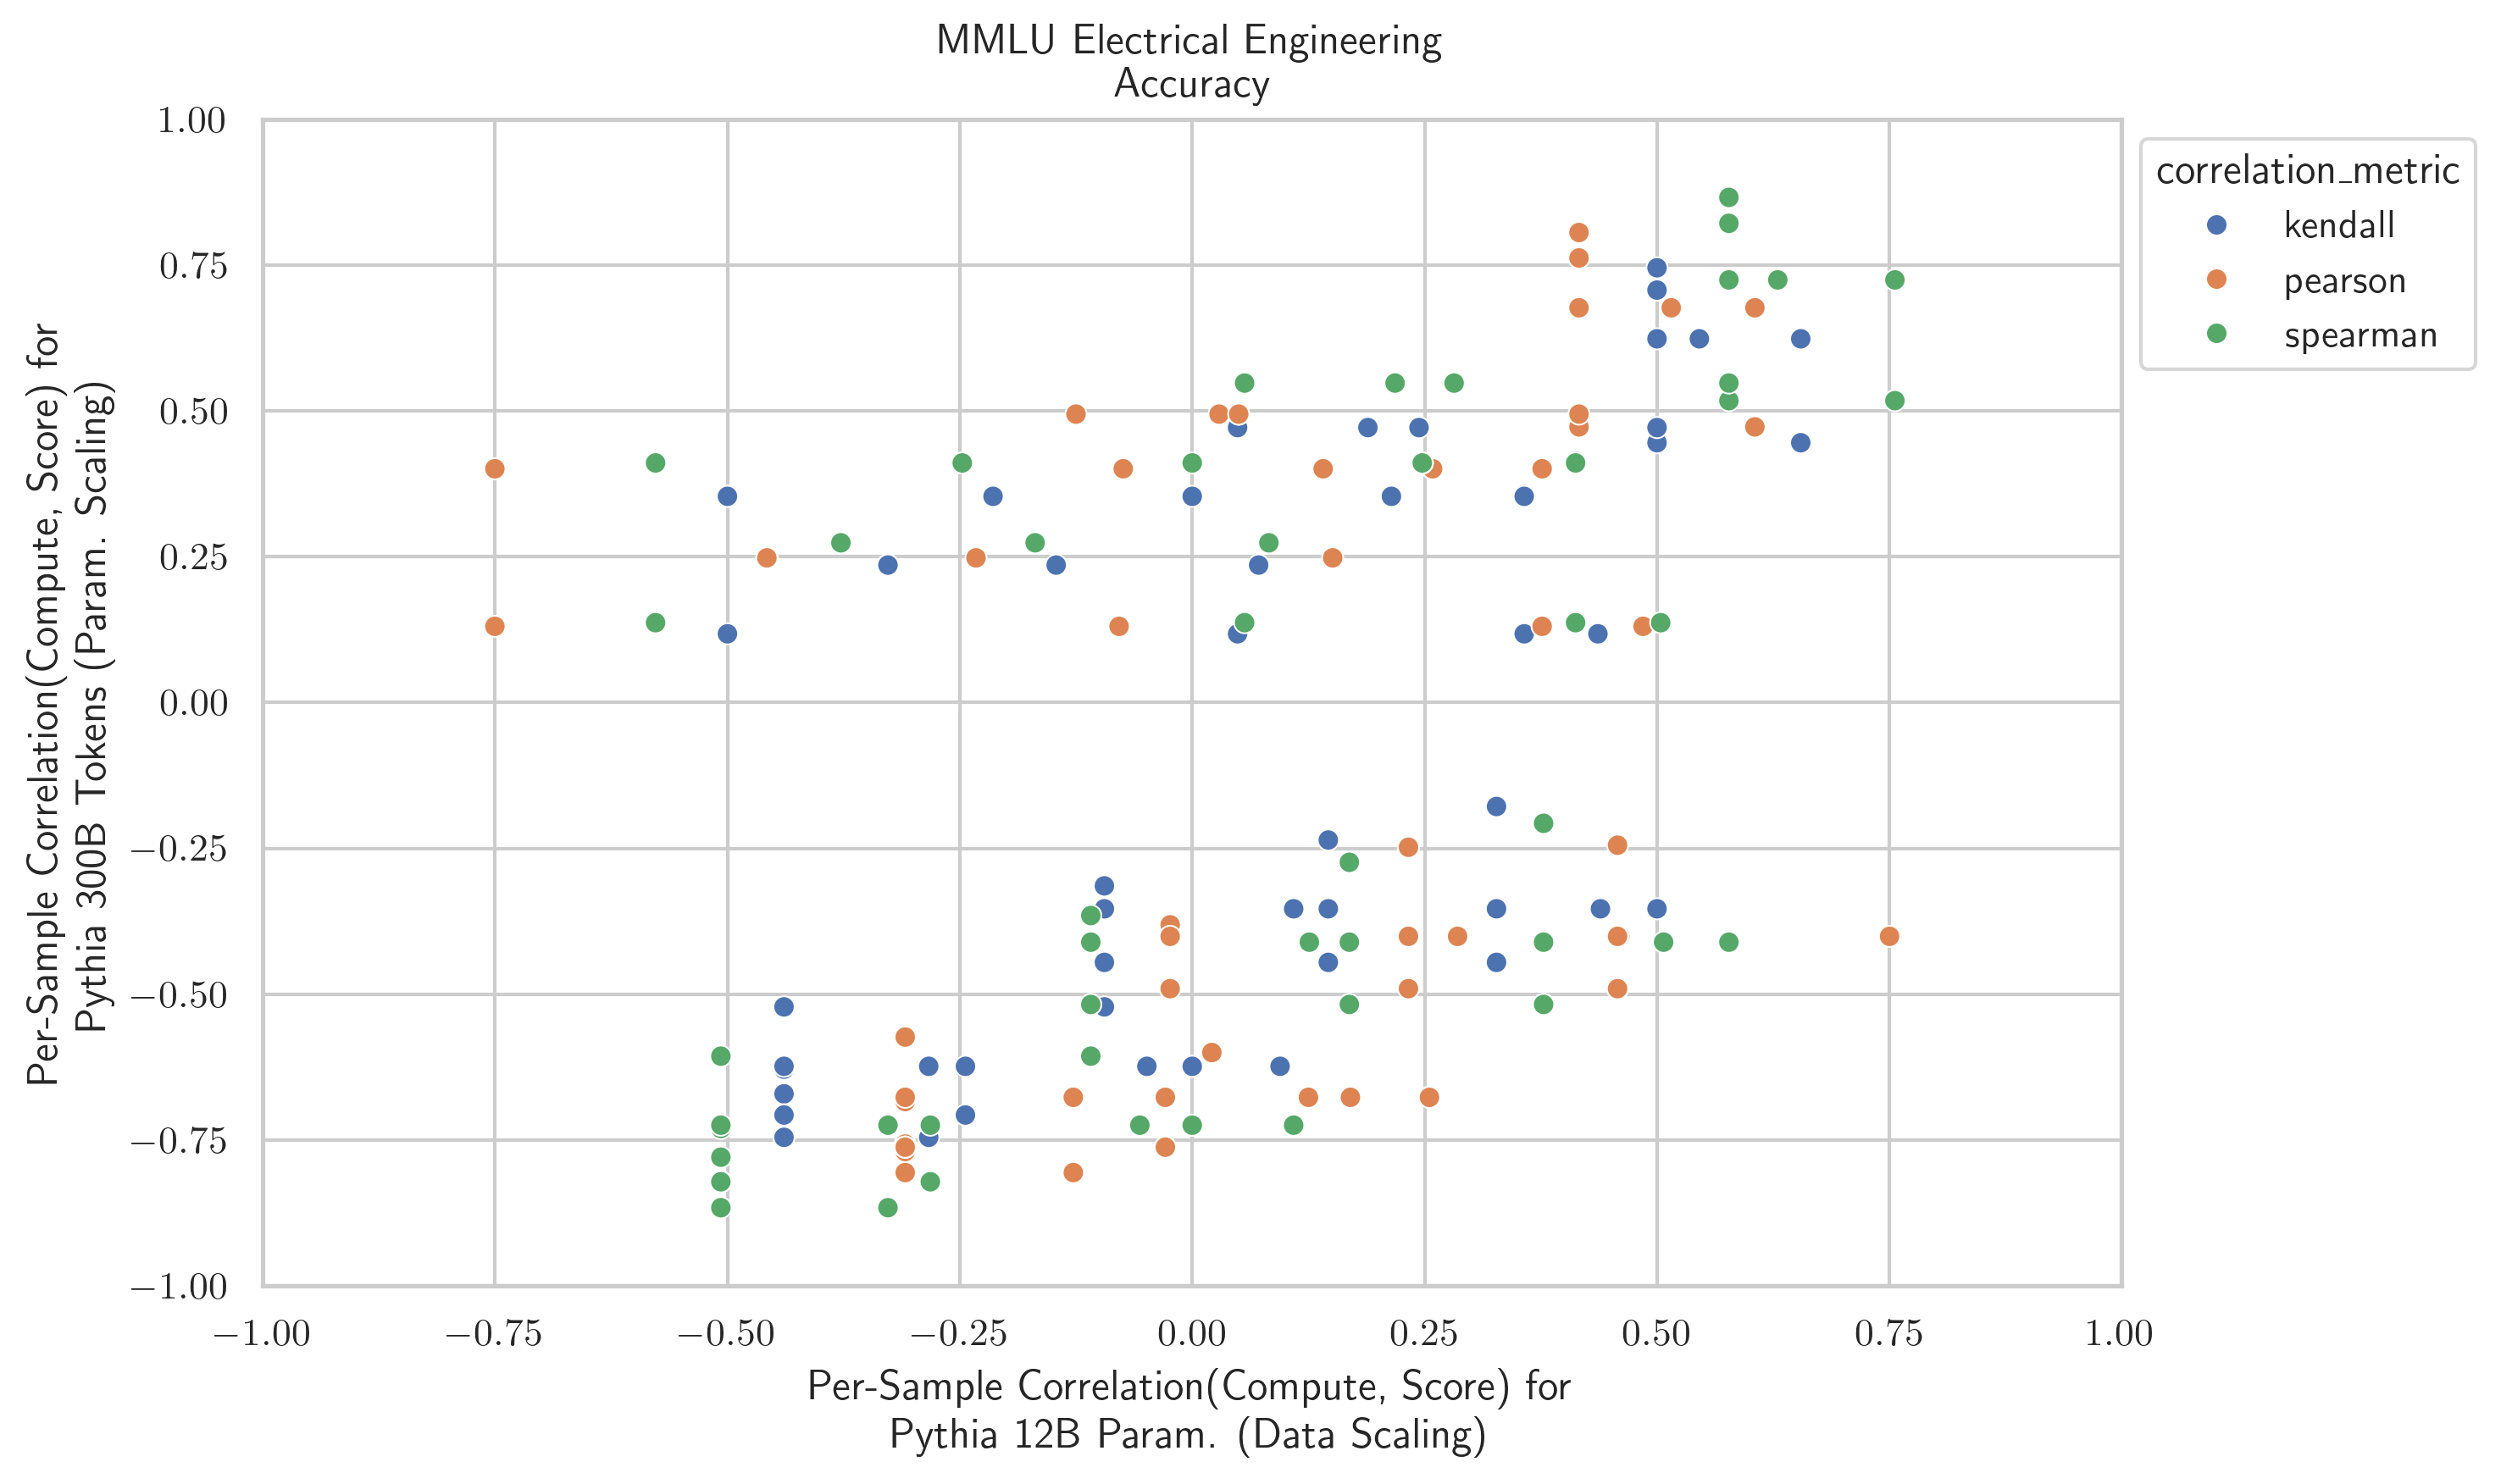 MMLU Electrical Engineering
Accuracy
Per-Sample Correlation(Compute, Score) for
Pythia 300B Tokens (Param. Scaling)
1.00
0.75
0.50
0.25
0.00
−0.25
−0.50
−0.75
−1.00
−1.00
−0.75
−0.50
−0.25
0.00
0.25
0.50
0.75
1.00
Per-Sample Correlation(Compute, Score) for
Pythia 12B Param. (Data Scaling)
correlation_metric
kendall
pearson
spearman